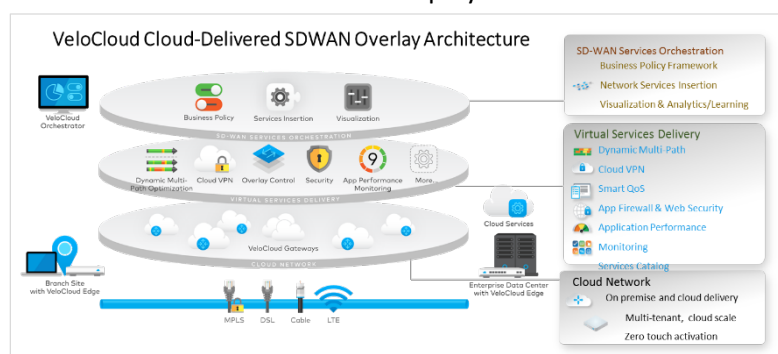 VeloCloud Cloud-Delivered SDWAN Overlay Architecture
VeloCloud
Orchestrator
Business Policy
Services Insertion
Visualization
SD-WAN SERVICES ORCHESTRATION
Dynamic Multi-
Path Optimization
Cloud VPN
Overlay Control
Security
9
App Performance
Monitoring
More...
VIRTUAL SERVICES DELIVERY
VeloCloud Gateways
CLOUD NETWORK
Cloud Services
Branch Site
with VeloCloud Edge
Enterprise Data Center
with VeloCloud Edge
MPLS
DSL
Cable
LTE
SD-WAN Services Orchestration
Business Policy Framework
Network Services Insertion
Visualization & Analytics/Learning
Virtual Services Delivery
Dynamic Multi-Path
Cloud VPN
Smart QoS
App Firewall & Web Security
Application Performance
Monitoring
Services Catalog
Cloud Network
On premise and cloud delivery
Multi-tenant, cloud scale
Zero touch activation